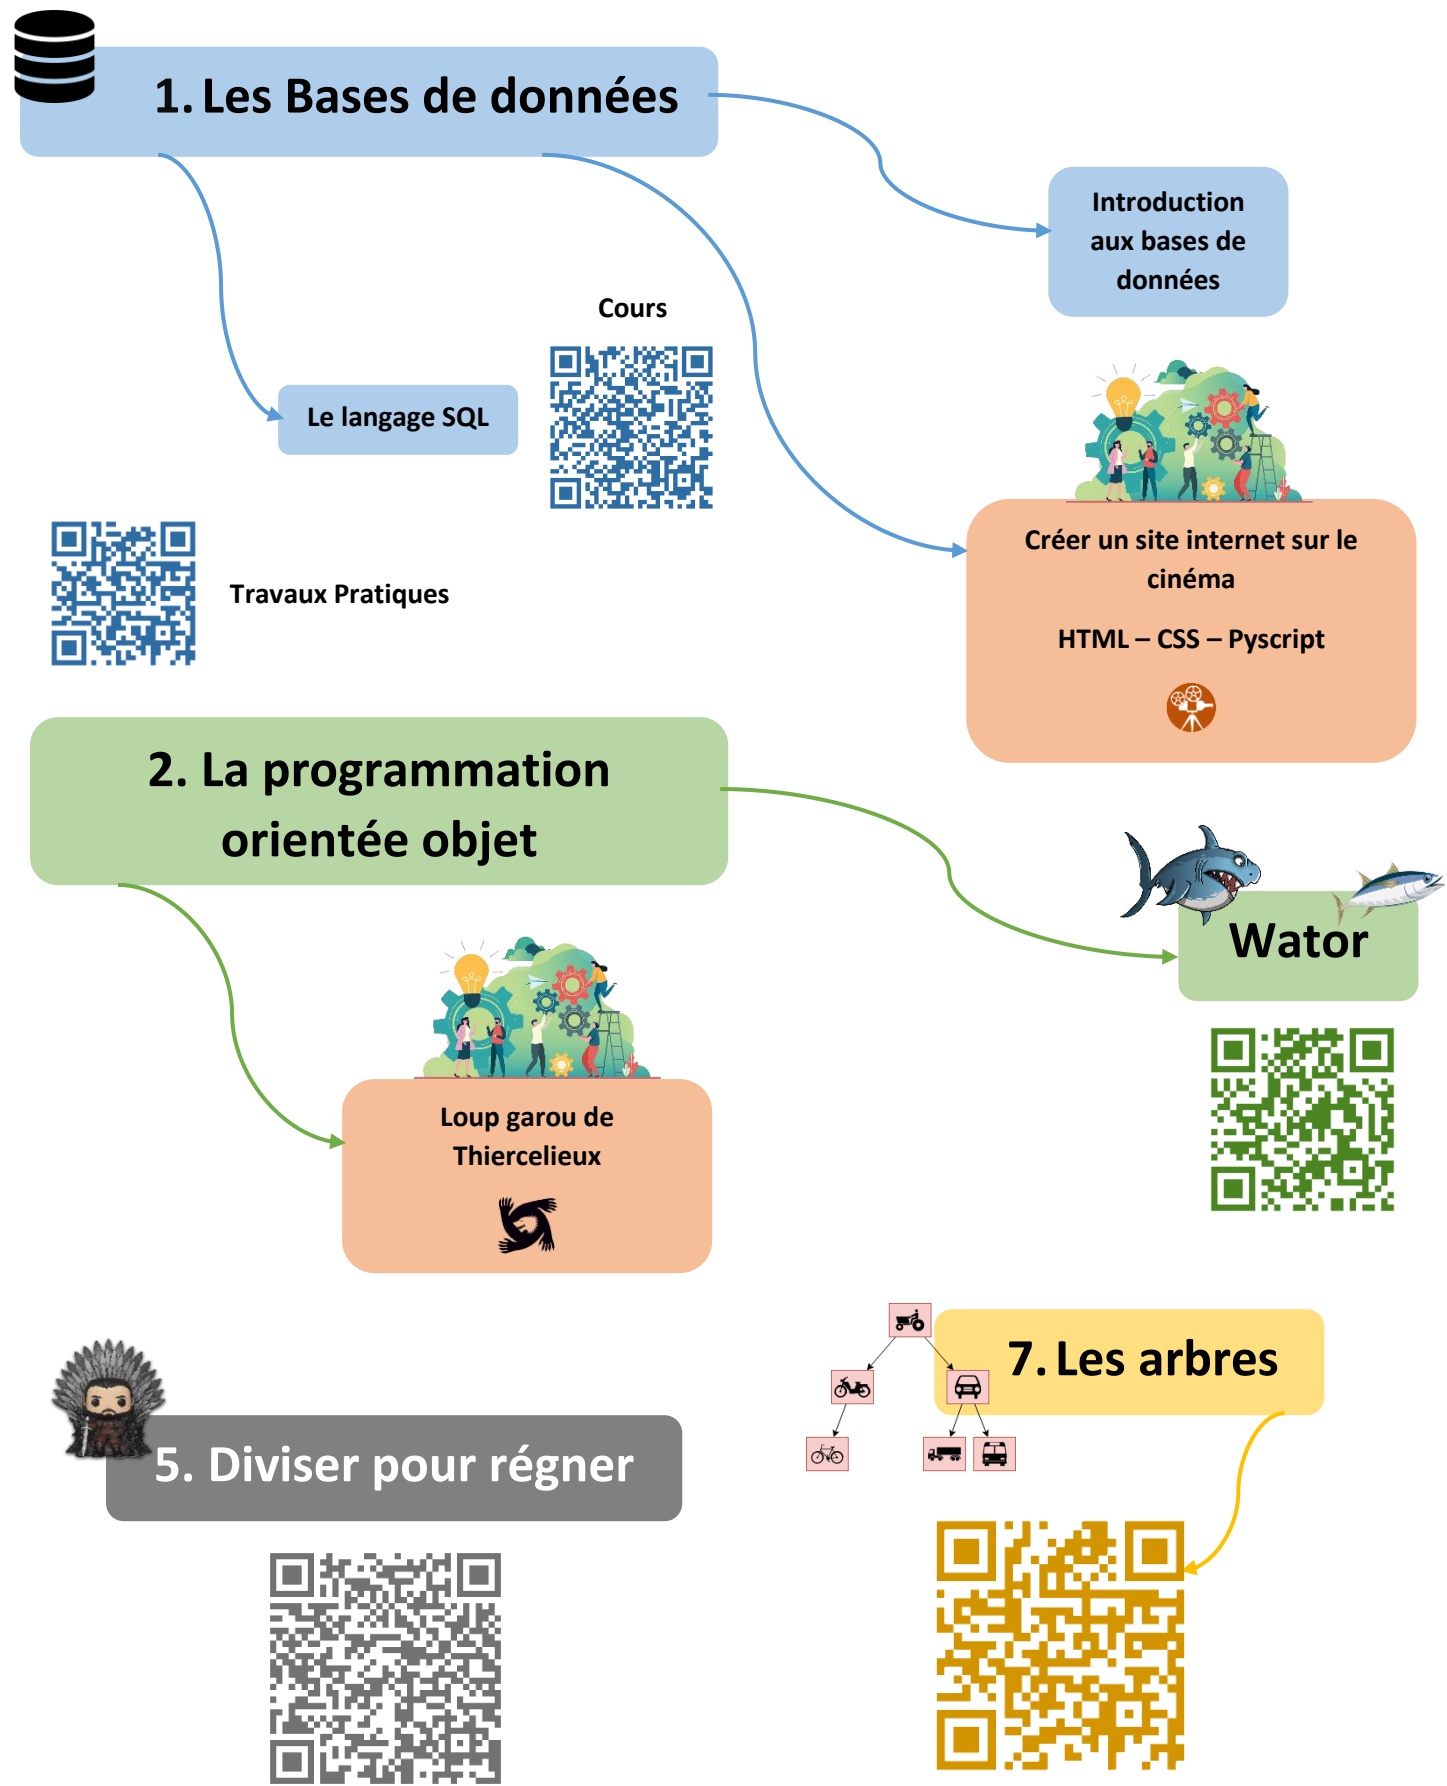 1. Les Bases de données
Introduction
aux bases de
données
Cours
Le langage SQL
Travaux Pratiques
Créer un site internet sur le
cinéma
HTML – CSS – Pyscript
2. La programmation
orientée objet
Wator
Loup garou de
Thiercelieux
7. Les arbres
5. Diviser pour régner